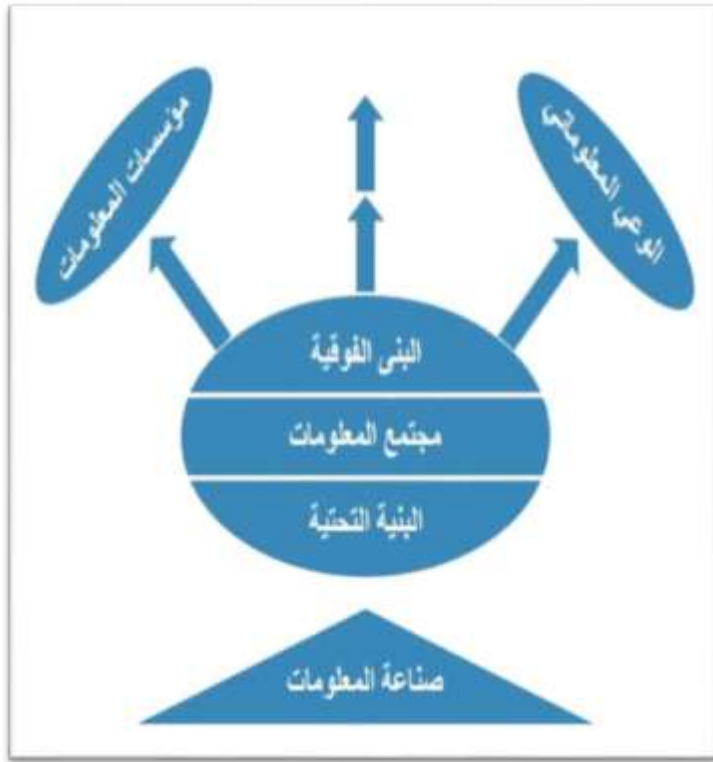 مؤسسات المعلومات
الوعي المعلوماتي
البنى الفوقية
مجتمع المعلومات
البنية التحتية
صناعة المعلومات